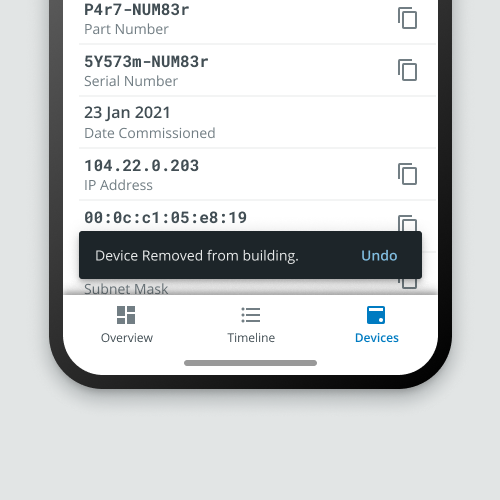 P4r7-NUM83r
Part Number
5Y573m-NUM83r
Serial Number
23 Jan 2021
Date Commissioned
104.22.0.203
IP Address
00:0c:c1:05:e8:19
Device Removed from building. Undo
Subnet Mask
Overview Timeline Devices